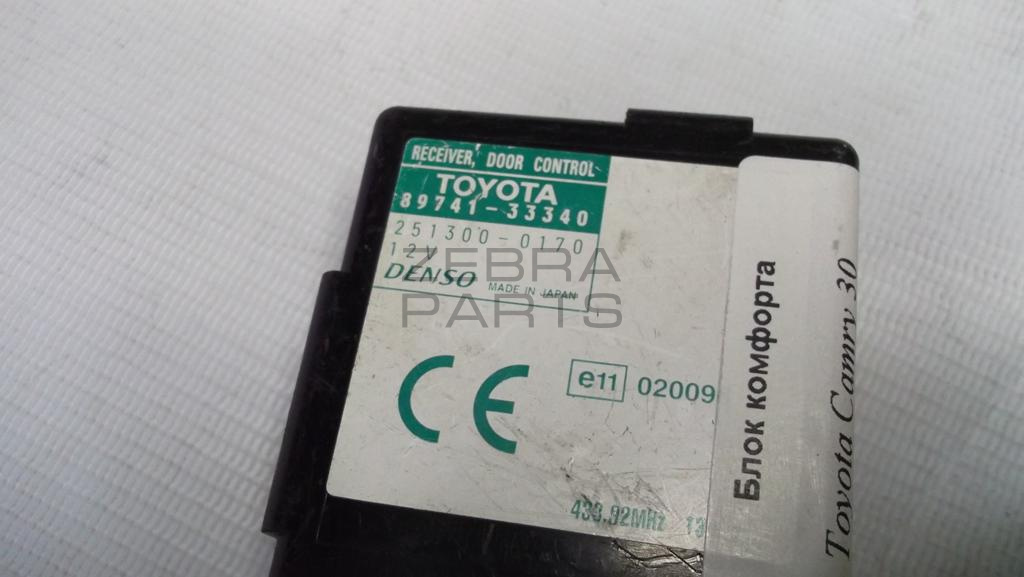 RECEIVER, DOOR CONTROL
TOYOTA
89741-33340
251300-0170
12V
DENSO MADE IN JAPAN
ZEBRA
PARTS
CE
e11 02009
433.92MHz 13
Блок комфорта
Toyota Camry 30